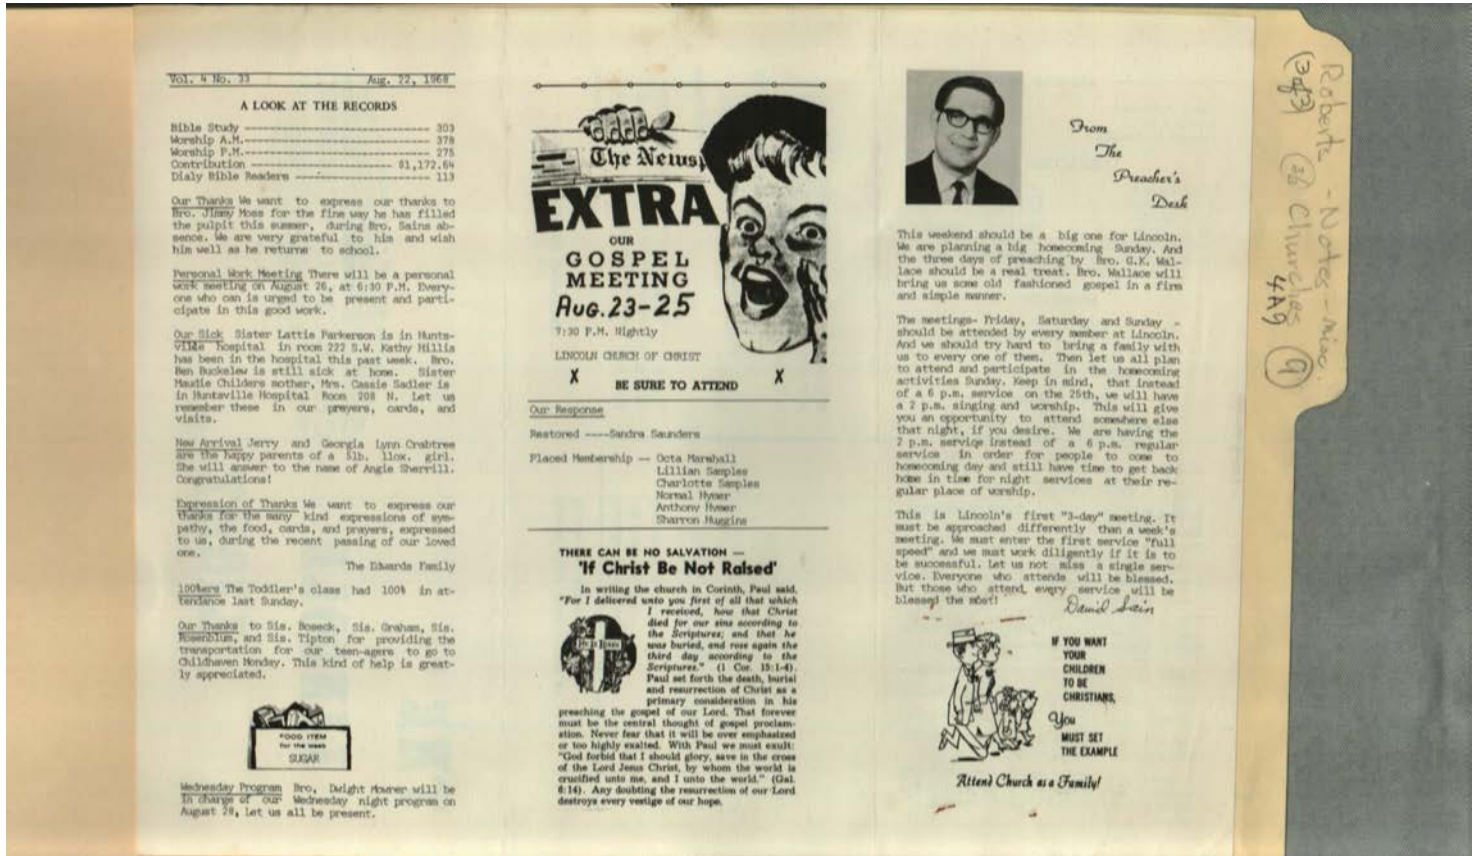 Vol. 4 No. 33 Aug. 22, 1968
A LOOK AT THE RECORDS
Bible Study ---------------------------- 303
Worship A.M.---------------------------- 378
Worship P.M.---------------------------- 275
Contribution --------------------- $1,172.64
Dialy Bible Readers -------------------- 113
Our Thanks We want to express our thanks to
Bro. Jimmy Moss for the fine way he has filled
the pulpit this summer, during Bro. Sains ab-
sence. We are very grateful to him and wish
him well as he returns to school.
Personal Work Meeting There will be a personal
work meeting on August 26, at 6:30 P.M. Every-
one who can is urged to be present and parti-
cipate in this good work.
Our Sick Sister Lattie Parkerson is in Hunts-
ville hospital in room 222 S.W. Kathy Hillis
has been in the hospital this past week. Bro.
Ben Buckelew is still sick at home. Sister
Maudie Childers mother, Mrs. Cassie Sadler is
in Huntsville Hospital Room 208 N. Let us
remember these in our prayers, cards, and
visits.
New Arrival Jerry and Georgia Lynn Crabtree
are the happy parents of a 5lb. 11ox. girl.
She will answer to the name of Angie Sherrill.
Congratulations!
Expression of Thanks We want to express our
thanks for the many kind expressions of sym-
pathy, the food, cards, and prayers, expressed
to us, during the recent passing of our loved
one.
The Edwards Family
100%ers The Toddler's class had 100% in at-
tendance last Sunday.
Our Thanks to Sis. Boseck, Sis. Graham, Sis.
Rosenblum, and Sis. Tipton for providing the
transportation for our teen-agers to go to
Childhaven Monday. This kind of help is great-
ly appreciated.
FOOD ITEM
for the week
SUGAR
Wednesday Program Bro, Dwight Mowrer will be
in charge of our Wednesday night program on
August 28, Let us all be present.
The News
EXTRA
OUR
GOSPEL
MEETING
Aug. 23-25
7:30 P.M. Nightly
LINCOLN CHURCH OF CHRIST
X BE SURE TO ATTEND X
Our Response
Restored ----Sandra Saunders
Placed Membership -- Octa Marshall
Lillian Samples
Charlotte Samples
Normal Hymer
Anthony Hymer
Sharron Huggins
THERE CAN BE NO SALVATION —
'If Christ Be Not Raised'
In writing the church in Corinth, Paul said,
"For I delivered unto you first of all that which
I received, how that Christ
died for our sins according to
the Scriptures; and that he
was buried, and rose again the
third day according to the
Scriptures." (1 Cor. 15:1-4).
Paul set forth the death, burial
and resurrection of Christ as a
primary consideration in his
He Is Risen
preaching the gospel of our Lord. That forever
must be the central thought of gospel proclam-
ation. Never fear that it will be over emphasized
or too highly exalted. With Paul we must exult:
"God forbid that I should glory, save in the cross
of the Lord Jesus Christ, by whom the world is
crucified unto me, and I unto the world." (Gal.
6:14). Any doubting the resurrection of our Lord
destroys every vestige of our hope.
From
The
Preacher's
Desk
This weekend should be a big one for Lincoln.
We are planning a big homecoming Sunday. And
the three days of preaching by Bro. G.K. Wal-
lace should be a real treat. Bro. Wallace will
bring us some old fashioned gospel in a firm
and simple manner.
The meetings- Friday, Saturday and Sunday -
should be attended by every member at Lincoln.
And we should try hard to bring a family with
us to every one of them. Then let us all plan
to attend and participate in the homecoming
activities Sunday. Keep in mind, that instead
of a 6 p.m. service on the 25th, we will have
a 2 p.m. singing and worship. This will give
you an opportunity to attend somewhere else
that night, if you desire. We are having the
2 p.m. service instead of a 6 p.m. regular
service in order for people to come to
homecoming day and still have time to get back
home in time for night services at their re-
gular place of worship.
This is Lincoln's first "3-day" meeting. It
must be approached differently than a week's
meeting. We must enter the first service "full
speed" and we must work diligently if it is to
be successful. Let us not miss a single ser-
vice. Everyone who attends will be blessed.
But those who attend every service will be
blessed the most!
David Sain
IF YOU WANT
YOUR
CHILDREN
TO BE
CHRISTIANS,
You
MUST SET
THE EXAMPLE
Attend Church as a Family!
Roberts - Notes - misc.
(3 of 3) Churches
4A9 9